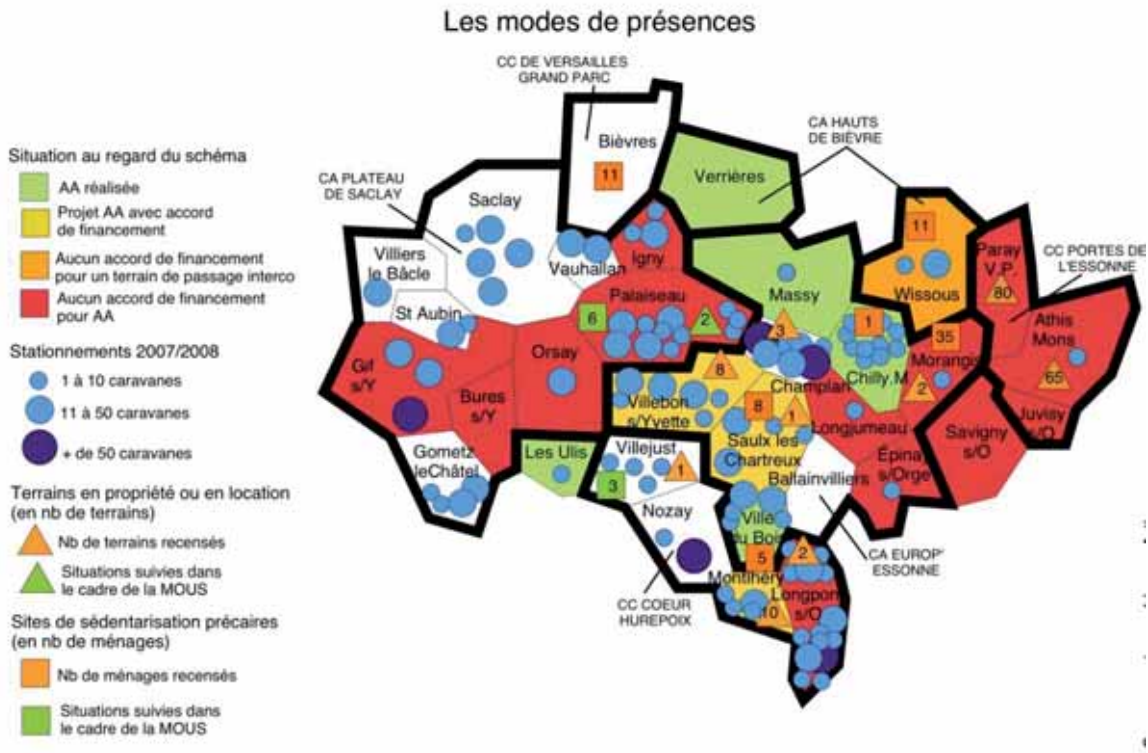 Les modes de présences
CC DE VERSAILLES
GRAND PARC
CA HAUTS
DE BIÈVRE
CA PLATEAU
DE SACLAY
CC PORTES DE
L'ESSONNE
CA EUROP'
ESSONNE
CC COEUR
HUREPOIX
Situation au regard du schéma
AA réalisée
Projet AA avec accord
de financement
Aucun accord de financement
pour un terrain de passage interco
Aucun accord de financement
pour AA
Stationnements 2007/2008
1 à 10 caravanes
11 à 50 caravanes
+ de 50 caravanes
Terrains en propriété ou en location
(en nb de terrains)
Nb de terrains recensés
Situations suivies dans
le cadre de la MOUS
Sites de sédentarisation précaires
(en nb de ménages)
Nb de ménages recensés
Situations suivies dans
le cadre de la MOUS
Bièvres
11
Verrières
Saclay
Villiers
le Bâcle
Vauhallan
Igny
St Aubin
Palaiseau
6
2
Massy
3
1
11
Wissous
Paray
V.P.
80
Athis
Mons
65
35
Morangis
2
Chilly.M
Gif
s/Y
Bures
s/Y
Orsay
8
Villebon
s/Yvette
Champlan
8
1
Saulx les
Chartreux
Longjumeau
Savigny
s/O
Juvisy
s/O
Gometz
leChâtel
Les Ulis
Villejust
3
1
Ballainvilliers
s/Orge
Nozay
du Bois
5
2
10
s/O